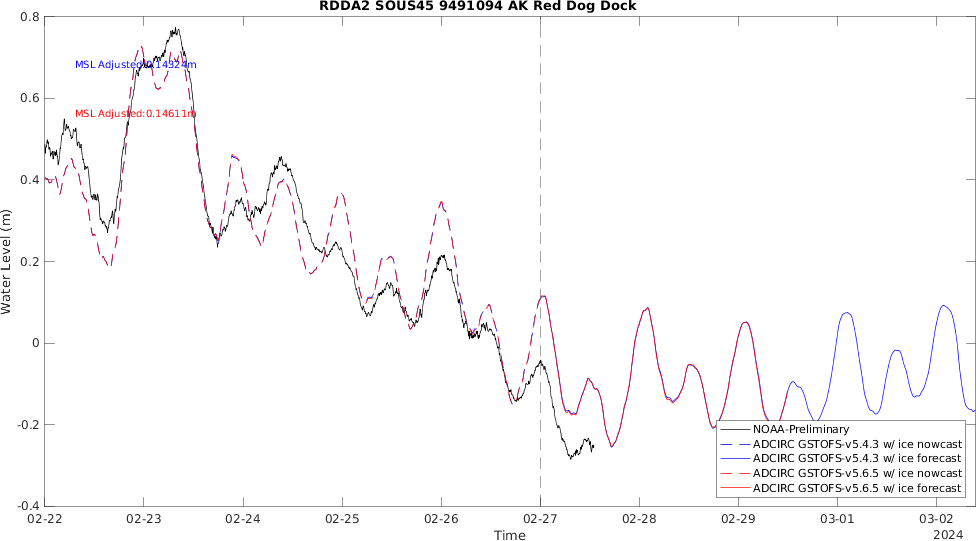 RDDA2 SOUS45 9491094 AK Red Dog Dock
0.8
MSL Adjusted:0.14324m
0.6
MSL Adjusted:0.14611m
0.4
0.2
0
-0.2
-0.4
Water Level (m)
NOAA-Preliminary
ADCIRC GSTOFS-v5.4.3 w/ ice nowcast
ADCIRC GSTOFS-v5.4.3 w/ ice forecast
ADCIRC GSTOFS-v5.6.5 w/ ice nowcast
ADCIRC GSTOFS-v5.6.5 w/ ice forecast
02-22 02-23 02-24 02-25 02-26 02-27 02-28 02-29 03-01 03-02
Time
2024